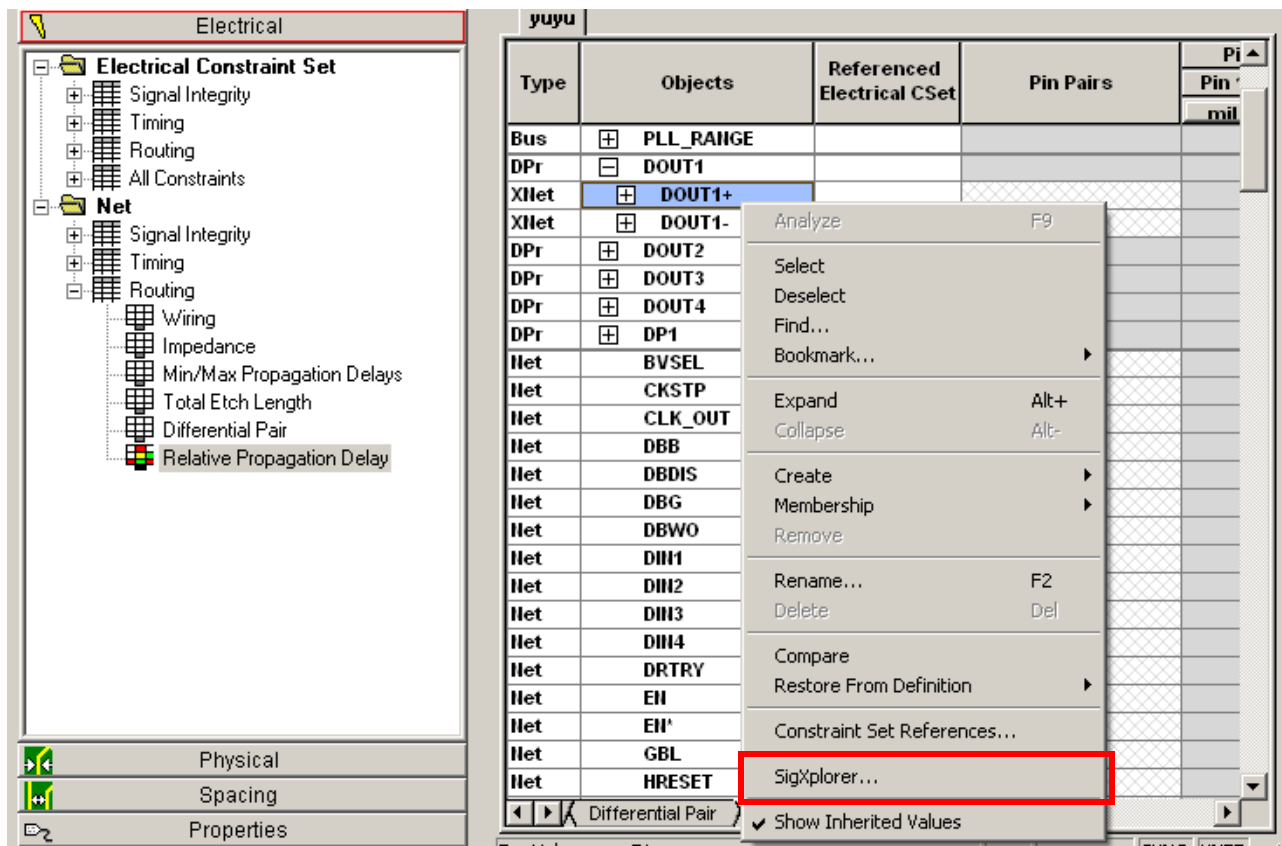 Electrical
Electrical Constraint Set
Signal Integrity
Timing
Routing
All Constraints
Net
Signal Integrity
Timing
Routing
Wiring
Impedance
Min/Max Propagation Delays
Total Etch Length
Differential Pair
Relative Propagation Delay
Physical
Spacing
Properties
yuyu
Type Objects Referenced Electrical CSet Pin Pairs
Pin
mil
Bus PLL_RANGE
DPr DOUT1
XNet DOUT1+
XNet DOUT1-
DPr DOUT2
DPr DOUT3
DPr DOUT4
DPr DP1
Net BVSEL
Net CKSTP
Net CLK_OUT
Net DBB
Net DBDIS
Net DBG
Net DBWO
Net DIN1
Net DIN2
Net DIN3
Net DIN4
Net DRTRY
Net EN
Net EN*
Net GBL
Net HRESET
Differential Pair
Analyze F9
Select
Deselect
Find...
Bookmark...
Expand Alt+
Collapse Alt-
Create
Membership
Remove
Rename... F2
Delete Del
Compare
Restore From Definition
Constraint Set References...
SigXplorer...
Show Inherited Values